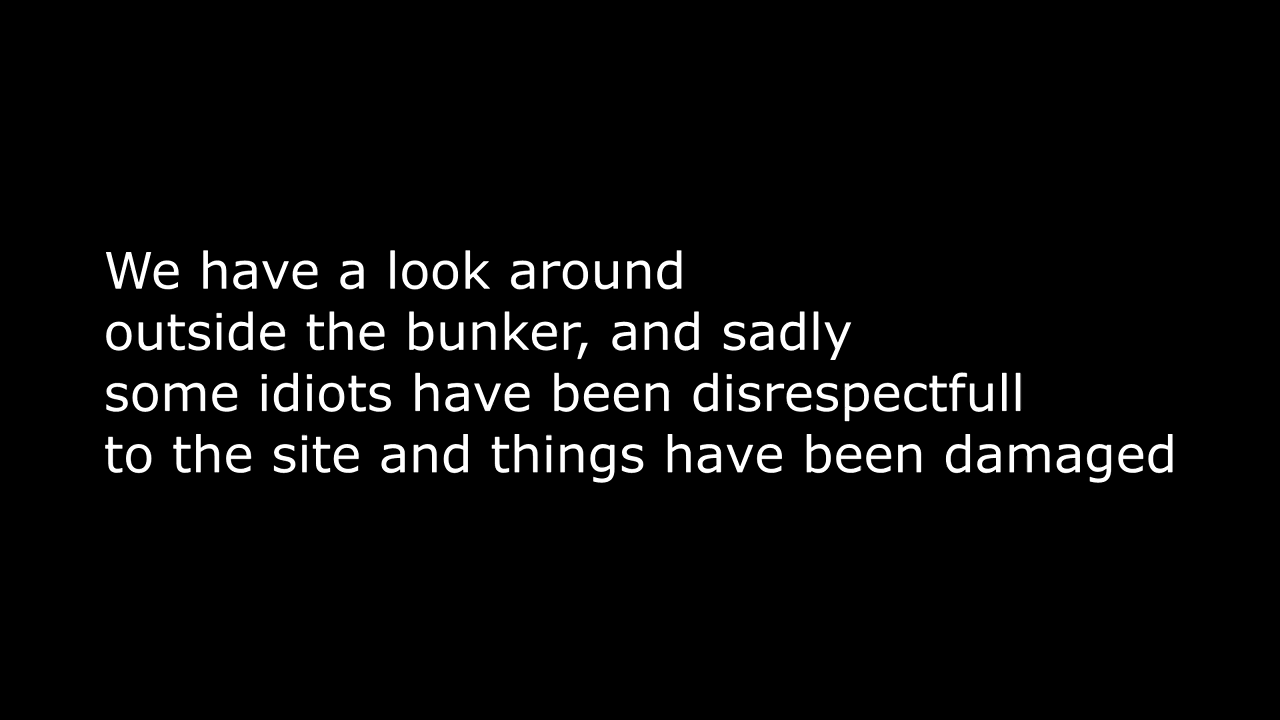 We have a look around
outside the bunker, and sadly
some idiots have been disrespectfull
to the site and things have been damaged